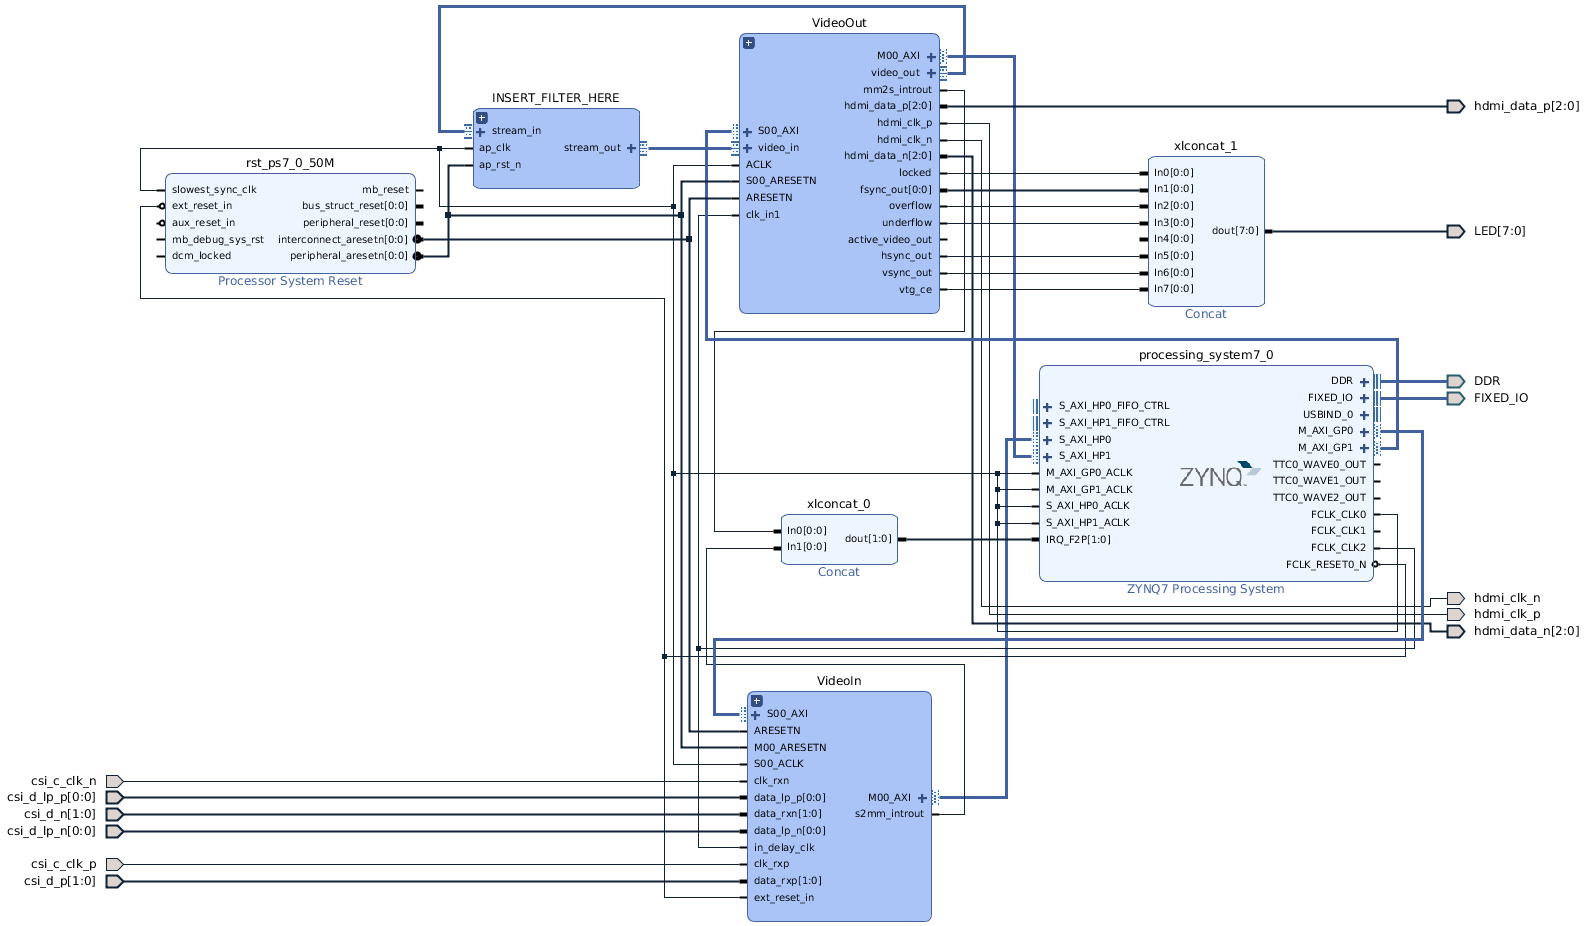 VideoOut
M00_AXI
video_out
mm2s_introut
hdmi_data_p[2:0]
hdmi_clk_p
hdmi_clk_n
hdmi_data_n[2:0]
locked
fsync_out[0:0]
overflow
underflow
active_video_out
hsync_out
vsync_out
vtg_ce
S00_AXI
video_in
ACLK
S00_ARESETN
ARESETN
clk_in1
INSERT_FILTER_HERE
stream_in
ap_clk
ap_rst_n
stream_out
rst_ps7_0_50M
slowest_sync_clk
ext_reset_in
aux_reset_in
mb_debug_sys_rst
dcm_locked
mb_reset
bus_struct_reset[0:0]
peripheral_reset[0:0]
interconnect_aresetn[0:0]
peripheral_aresetn[0:0]
Processor System Reset
hdmi_data_p[2:0]
xlconcat_1
In0[0:0]
In1[0:0]
In2[0:0]
In3[0:0]
In4[0:0]
In5[0:0]
In6[0:0]
In7[0:0]
dout[7:0]
Concat
LED[7:0]
processing_system7_0
S_AXI_HP0_FIFO_CTRL
S_AXI_HP1_FIFO_CTRL
S_AXI_HP0
S_AXI_HP1
M_AXI_GP0_ACLK
M_AXI_GP1_ACLK
S_AXI_HP0_ACLK
S_AXI_HP1_ACLK
IRQ_F2P[1:0]
ZYNQ
DDR
FIXED_IO
USBIND_0
M_AXI_GP0
M_AXI_GP1
TTC0_WAVE0_OUT
TTC0_WAVE1_OUT
TTC0_WAVE2_OUT
FCLK_CLK0
FCLK_CLK1
FCLK_CLK2
FCLK_RESET0_N
ZYNQ7 Processing System
DDR
FIXED_IO
xlconcat_0
In0[0:0]
In1[0:0]
dout[1:0]
Concat
hdmi_clk_n
hdmi_clk_p
hdmi_data_n[2:0]
VideoIn
S00_AXI
ARESETN
M00_ARESETN
S00_ACLK
clk_rxn
data_lp_p[0:0]
data_rxn[1:0]
data_lp_n[0:0]
in_delay_clk
clk_rxp
data_rxp[1:0]
ext_reset_in
M00_AXI
s2mm_introut
csi_c_clk_n
csi_d_lp_p[0:0]
csi_d_n[1:0]
csi_d_lp_n[0:0]
csi_c_clk_p
csi_d_p[1:0]